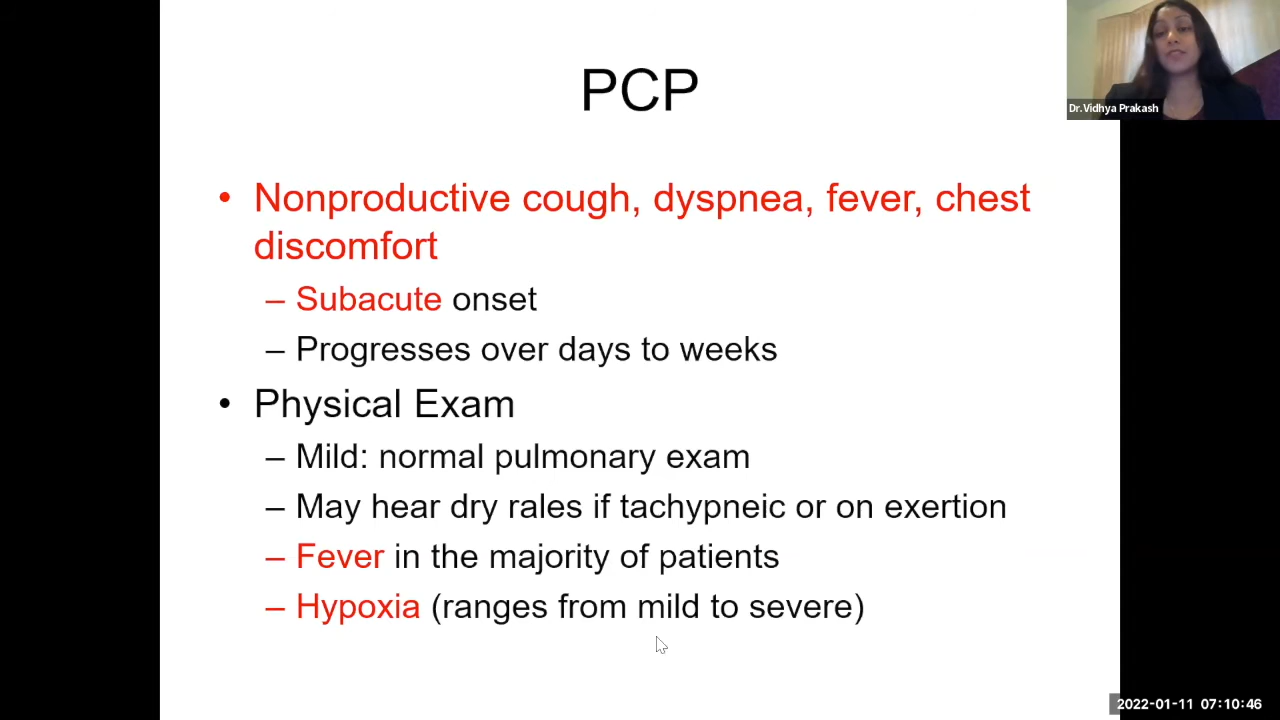 PCP
Dr.Vidhya Prakash
• Nonproductive cough, dyspnea, fever, chest
discomfort
– Subacute onset
– Progresses over days to weeks
• Physical Exam
– Mild: normal pulmonary exam
– May hear dry rales if tachypneic or on exertion
– Fever in the majority of patients
– Hypoxia (ranges from mild to severe)
2022-01-11 07:10:46